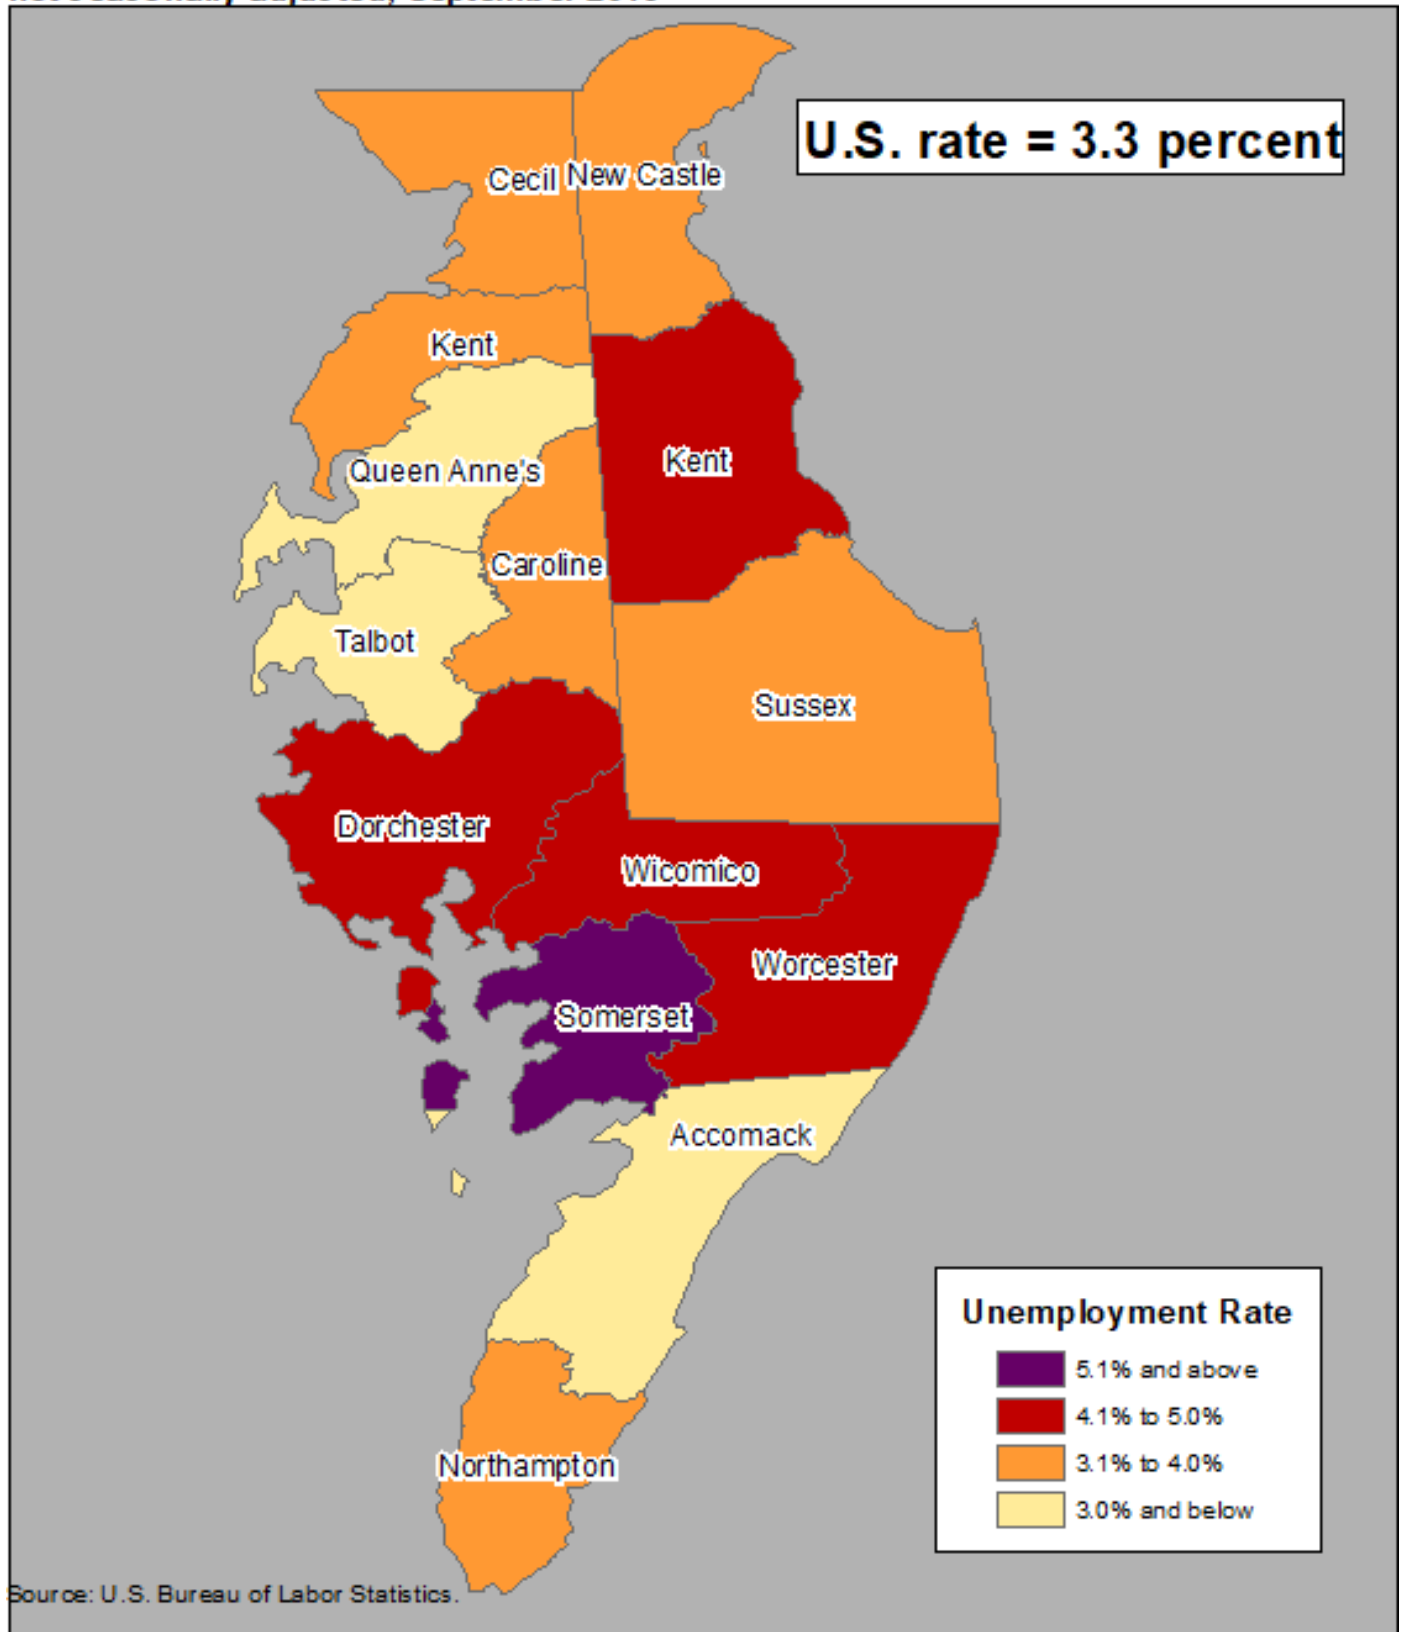 U.S. rate = 3.3 percent
Cecil
New Castle
Kent
Kent
Queen Anne's
Caroline
Talbot
Sussex
Dorchester
Wicomico
Worcester
Somerset
Accomack
Northampton
Unemployment Rate
5.1% and above
4.1% to 5.0%
3.1% to 4.0%
3.0% and below
Source: U.S. Bureau of Labor Statistics.